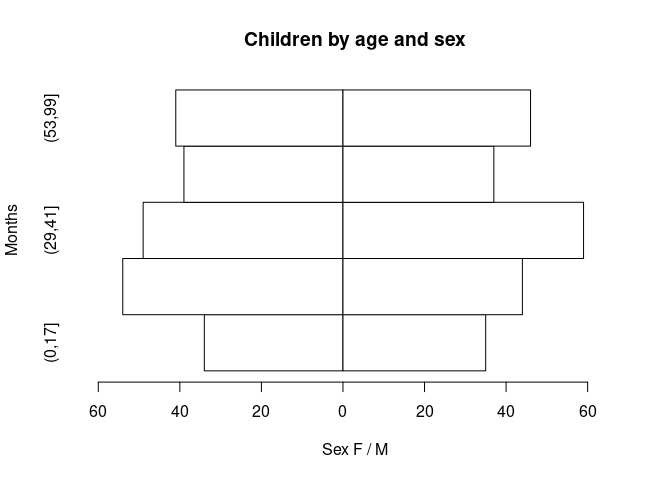 Children by age and sex
Months
(53,99]
(29,41]
(0,17]
60 40 20 0 20 40 60
Sex F / M